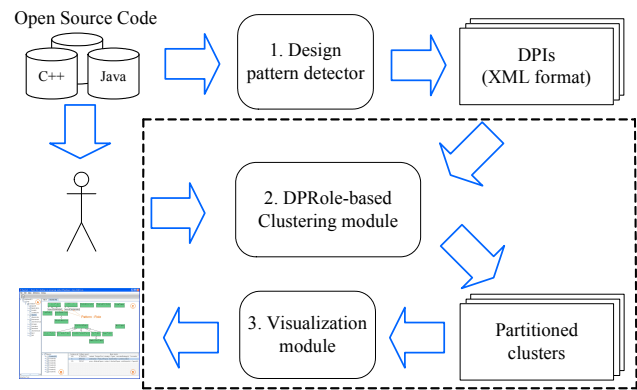 Open Source Code
C++
Java
1. Design
pattern detector
DPIs
(XML format)
2. DPRole-based
Clustering module
3. Visualization
module
Partitioned
clusters